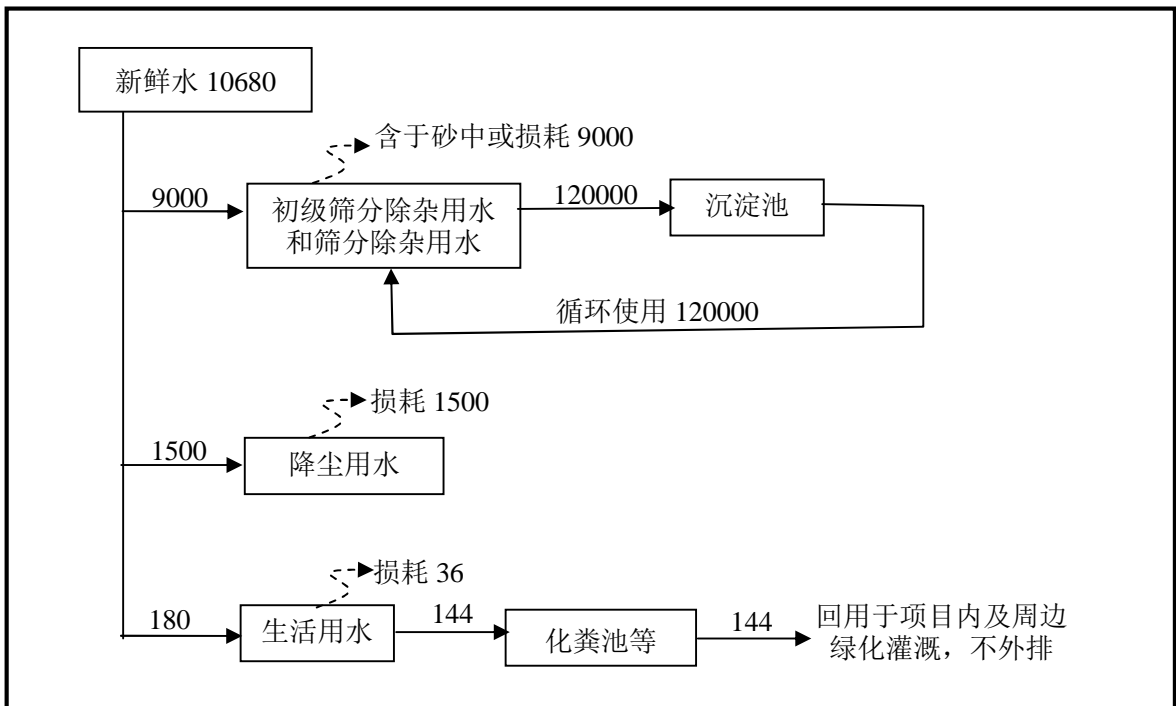 新鲜水 10680
含于砂中或损耗 9000
9000
初级筛分除杂用水
和筛分除杂用水
120000
沉淀池
循环使用 120000
损耗 1500
1500
降尘用水
损耗 36
180
生活用水
144
化粪池等
144
回用于项目内及周边
绿化灌溉，不外排